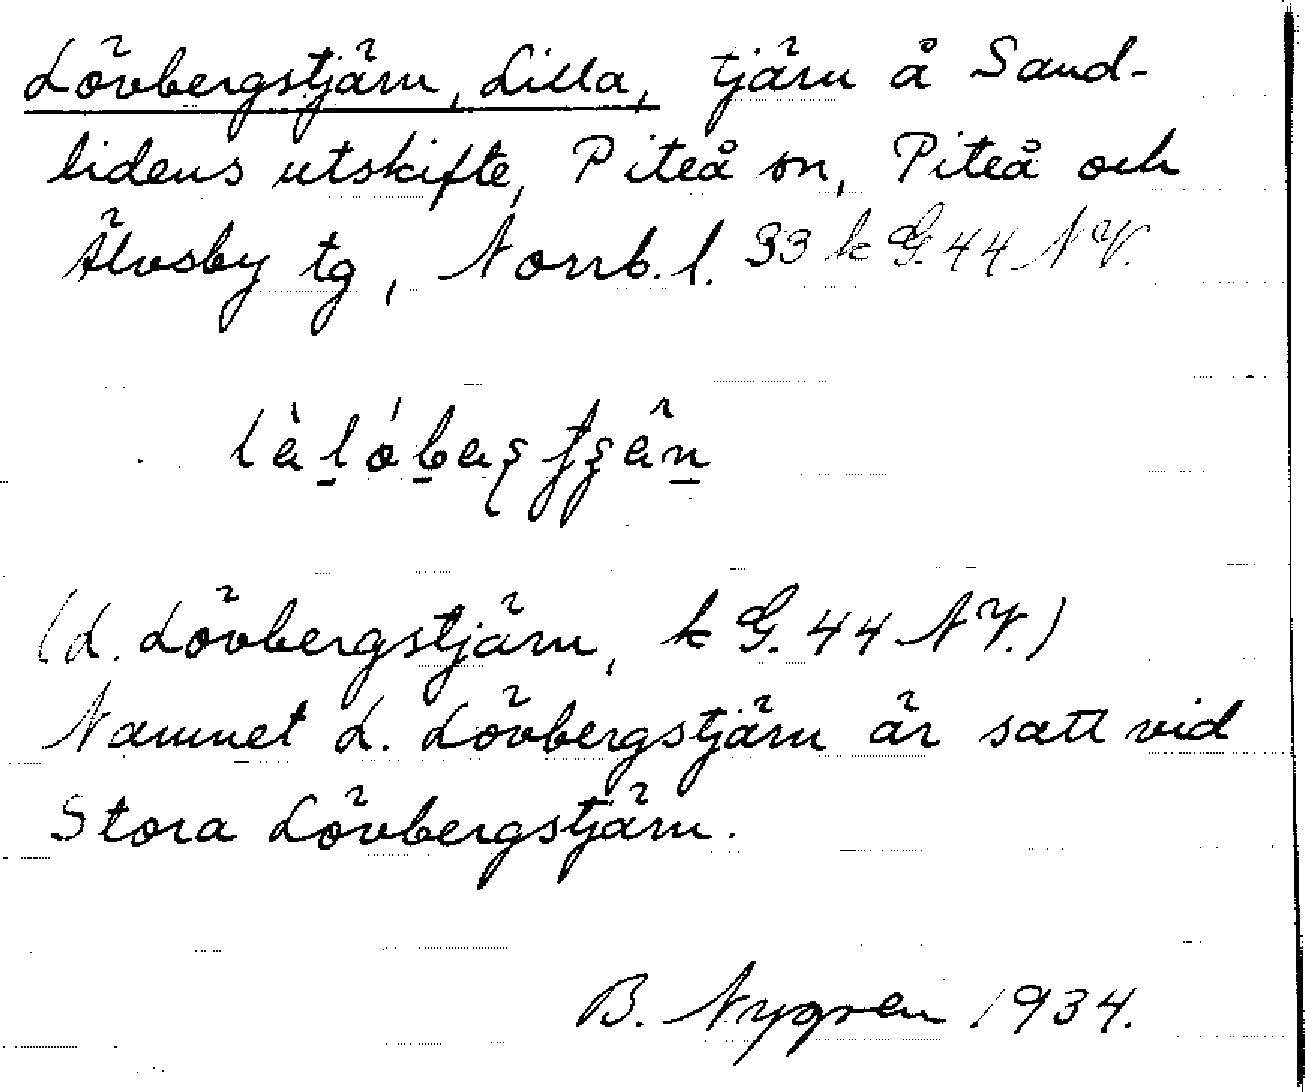 Lövbergstjärn, Lilla, tjärn å Sand-
lidens utskifte, Piteå sn, Piteå och
Älvsby tg, Norrb. l. 33 k G. 44 NV.
(L. Lövbergstjärn, k G. 44 NV.)
Namnet L. Lövbergstjärn är satt vid
Stora Lövbergstjärn.
B. Nygren 1934.